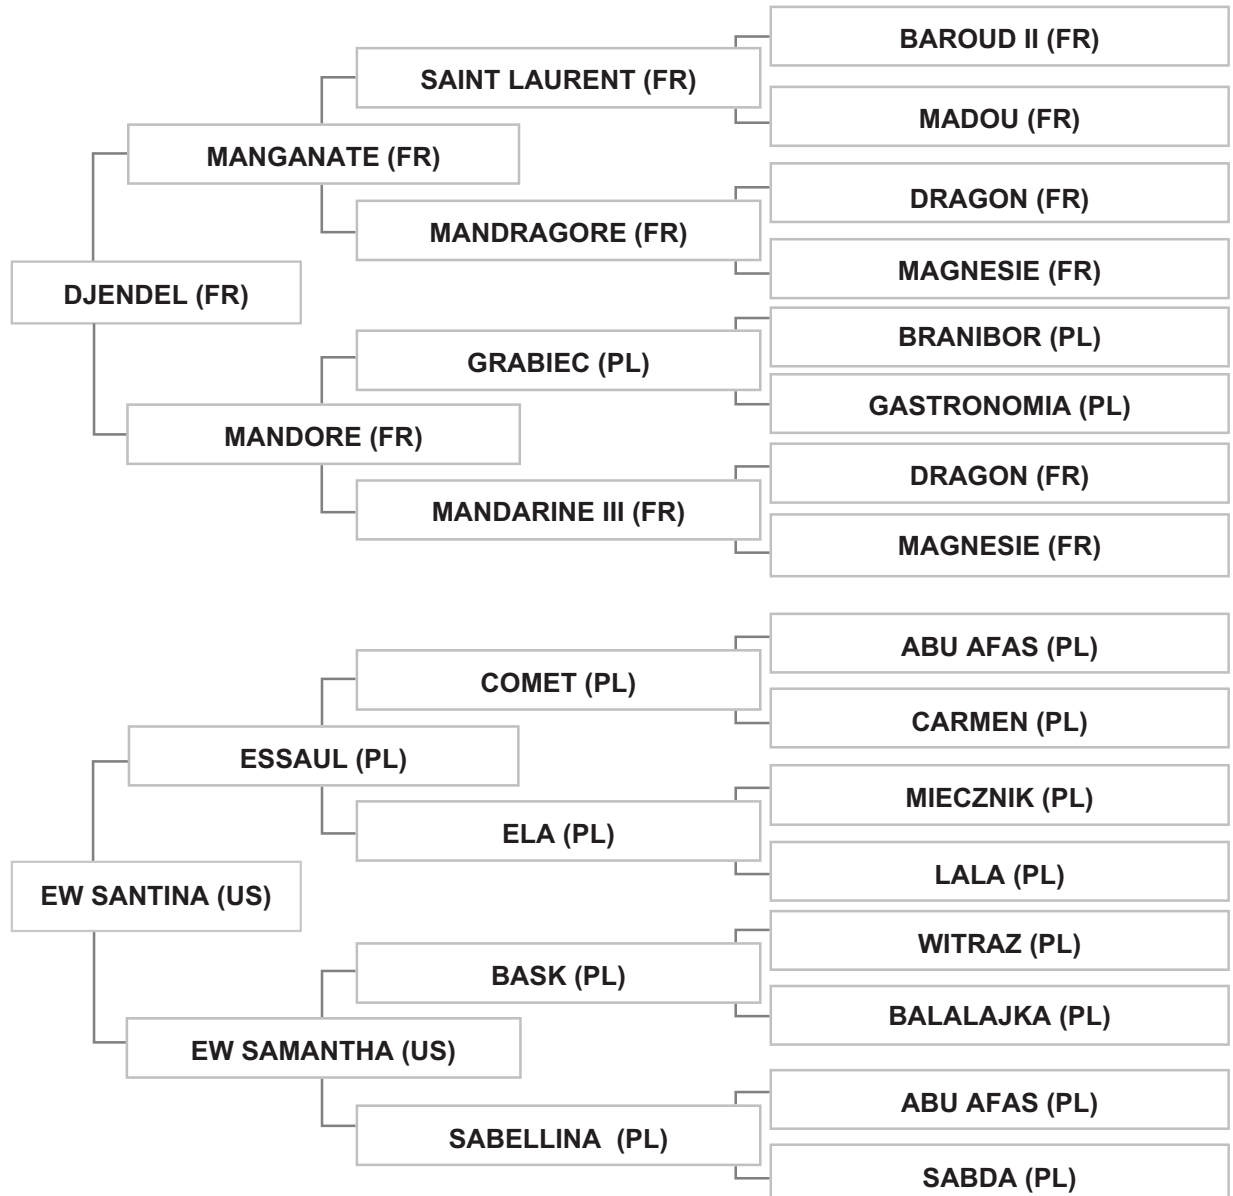 BAROUD II (FR)
SAINT LAURENT (FR)
MADOU (FR)
MANGANATE (FR)
DRAGON (FR)
MANDRAGORE (FR)
MAGNESIE (FR)
DJENDEL (FR)
BRANIBOR (PL)
GRABIEC (PL)
GASTRONOMIA (PL)
MANDORE (FR)
DRAGON (FR)
MANDARINE III (FR)
MAGNESIE (FR)
ABU AFAS (PL)
COMET (PL)
CARMEN (PL)
ESSAUL (PL)
MIECZNIK (PL)
ELA (PL)
LALA (PL)
EW SANTINA (US)
WITRAZ (PL)
BASK (PL)
BALALAJKA (PL)
EW SAMANTHA (US)
ABU AFAS (PL)
SABELLINA (PL)
SABDA (PL)